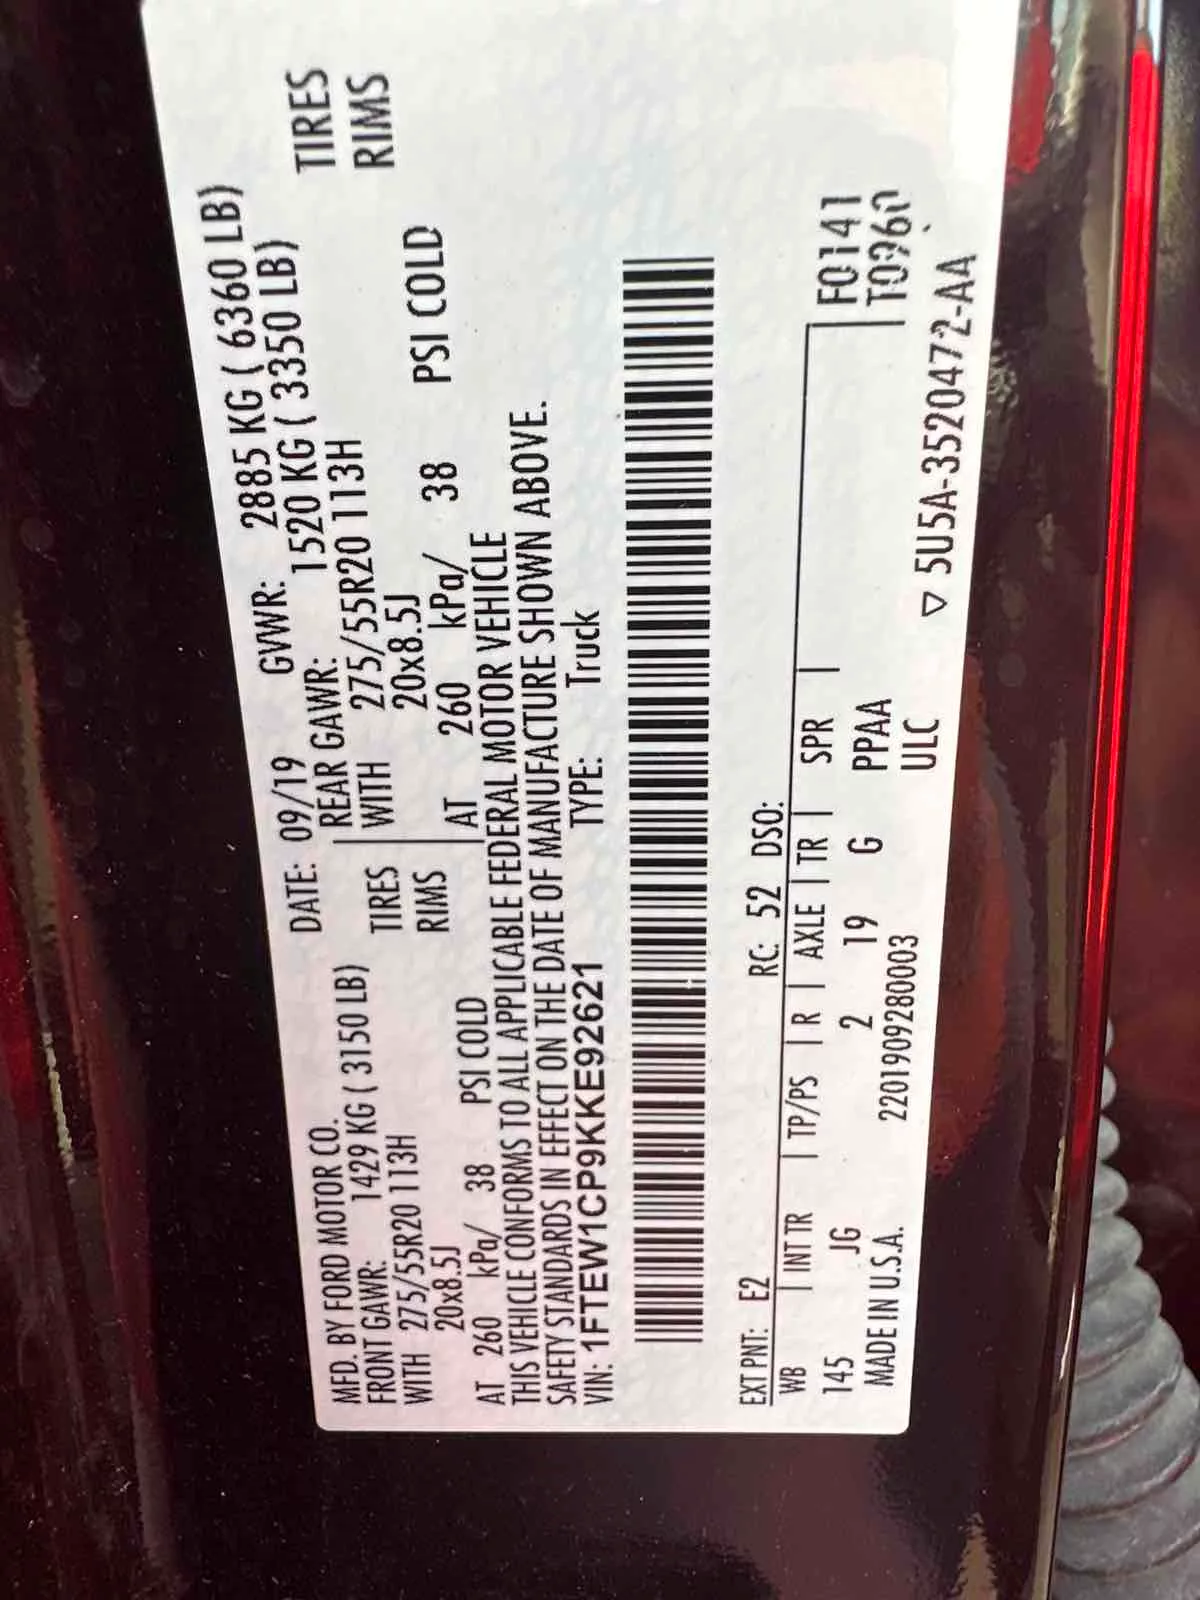 MFD. BY FORD MOTOR CO.
DATE: 09/19 GVWR: 2885 KG ( 6360 LB)
FRONT GAWR: 1429 KG ( 3150 LB) REAR GAWR: 1520 KG ( 3350 LB)
WITH 275/55R20 113H TIRES WITH 275/55R20 113H TIRES
20x8.5J RIMS 20x8.5J RIMS
AT 260 kPa/ 38 PSI COLD AT 260 kPa/ 38 PSI COLD
THIS VEHICLE CONFORMS TO ALL APPLICABLE FEDERAL MOTOR VEHICLE
SAFETY STANDARDS IN EFFECT ON THE DATE OF MANUFACTURE SHOWN ABOVE.
VIN: 1FTEW1CP9KKE92621 TYPE: Truck
EXT PNT: E2 RC: 52 DSO:
WB INT TR TP/PS R AXLE TR SPR F0141
145 JG 2 19 G PPAA
MADE IN U.S.A. 2201909280003 ULC
▽ 5U5A-3520472-AA